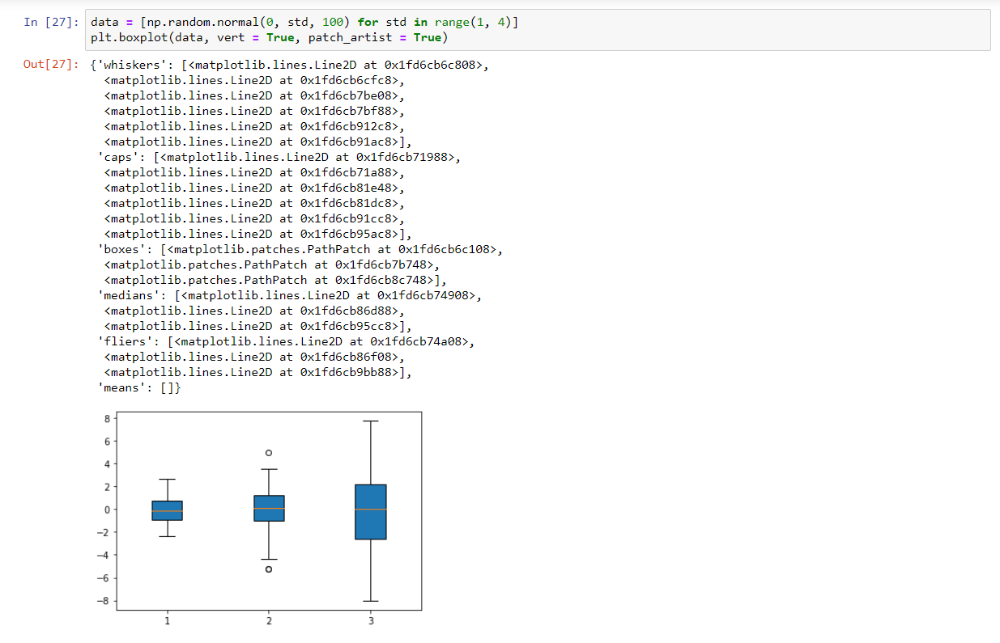 In [27]: data = [np.random.normal(0, std, 100) for std in range(1, 4)]
plt.boxplot(data, vert = True, patch_artist = True)
Out[27]: {'whiskers': [<matplotlib.lines.Line2D at 0x1fd6cb6c808>,
<matplotlib.lines.Line2D at 0x1fd6cb6cfc8>,
<matplotlib.lines.Line2D at 0x1fd6cb7be08>,
<matplotlib.lines.Line2D at 0x1fd6cb7bf88>,
<matplotlib.lines.Line2D at 0x1fd6cb912c8>,
<matplotlib.lines.Line2D at 0x1fd6cb91ac8>],
'caps': [<matplotlib.lines.Line2D at 0x1fd6cb71988>,
<matplotlib.lines.Line2D at 0x1fd6cb71a88>,
<matplotlib.lines.Line2D at 0x1fd6cb81e48>,
<matplotlib.lines.Line2D at 0x1fd6cb81dc8>,
<matplotlib.lines.Line2D at 0x1fd6cb91cc8>,
<matplotlib.lines.Line2D at 0x1fd6cb95ac8>],
'boxes': [<matplotlib.patches.PathPatch at 0x1fd6cb6c108>,
<matplotlib.patches.PathPatch at 0x1fd6cb7b748>,
<matplotlib.patches.PathPatch at 0x1fd6cb8c748>],
'medians': [<matplotlib.lines.Line2D at 0x1fd6cb74908>,
<matplotlib.lines.Line2D at 0x1fd6cb86d88>,
<matplotlib.lines.Line2D at 0x1fd6cb95cc8>],
'fliers': [<matplotlib.lines.Line2D at 0x1fd6cb74a08>,
<matplotlib.lines.Line2D at 0x1fd6cb86f08>,
<matplotlib.lines.Line2D at 0x1fd6cb9bb88>],
'means': []}
8
6
4
2
0
−2
−4
−6
−8
1 2 3